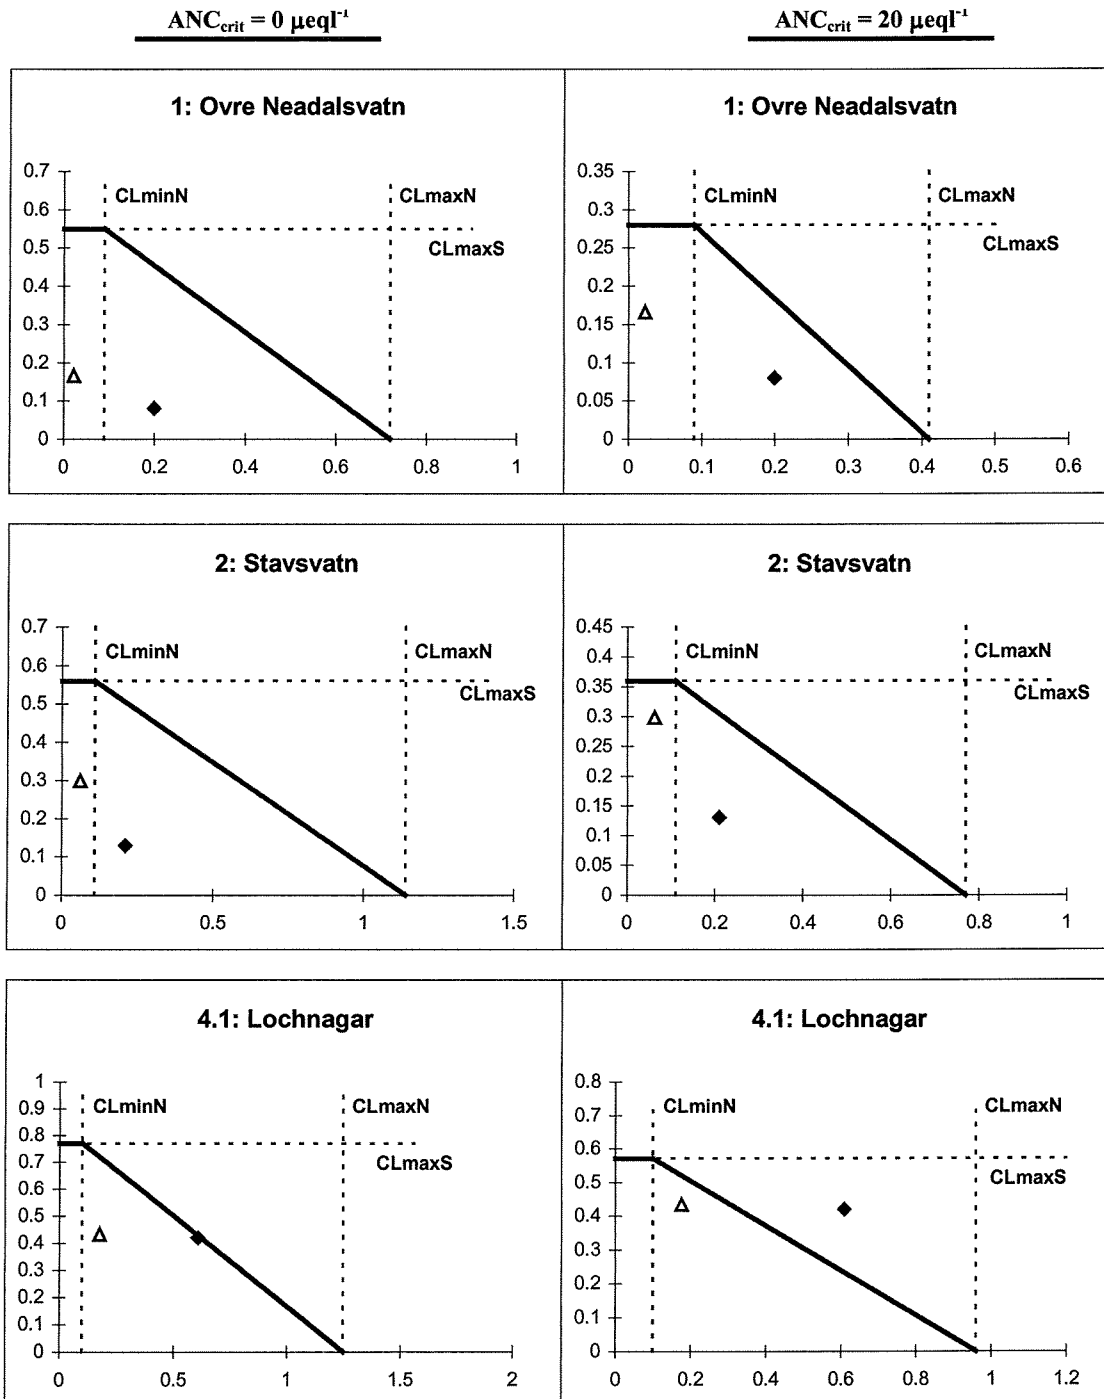 ANCcrit = 0 µeql-1
ANCcrit = 20 µeql-1
1: Ovre Neadalsvatn
0.7
0.6
0.5
0.4
0.3
0.2
0.1
0
CLminN
CLmaxN
CLmaxS
0 0.2 0.4 0.6 0.8 1
1: Ovre Neadalsvatn
0.35
0.3
0.25
0.2
0.15
0.1
0.05
0
CLminN
CLmaxN
CLmaxS
0 0.1 0.2 0.3 0.4 0.5 0.6
2: Stavsvatn
0.7
0.6
0.5
0.4
0.3
0.2
0.1
0
CLminN
CLmaxN
CLmaxS
0 0.5 1 1.5
2: Stavsvatn
0.45
0.4
0.35
0.3
0.25
0.2
0.15
0.1
0.05
0
CLminN
CLmaxN
CLmaxS
0 0.2 0.4 0.6 0.8 1
4.1: Lochnagar
1
0.9
0.8
0.7
0.6
0.5
0.4
0.3
0.2
0.1
0
CLminN
CLmaxN
CLmaxS
0 0.5 1 1.5 2
4.1: Lochnagar
0.8
0.7
0.6
0.5
0.4
0.3
0.2
0.1
0
CLminN
CLmaxN
CLmaxS
0 0.2 0.4 0.6 0.8 1 1.2